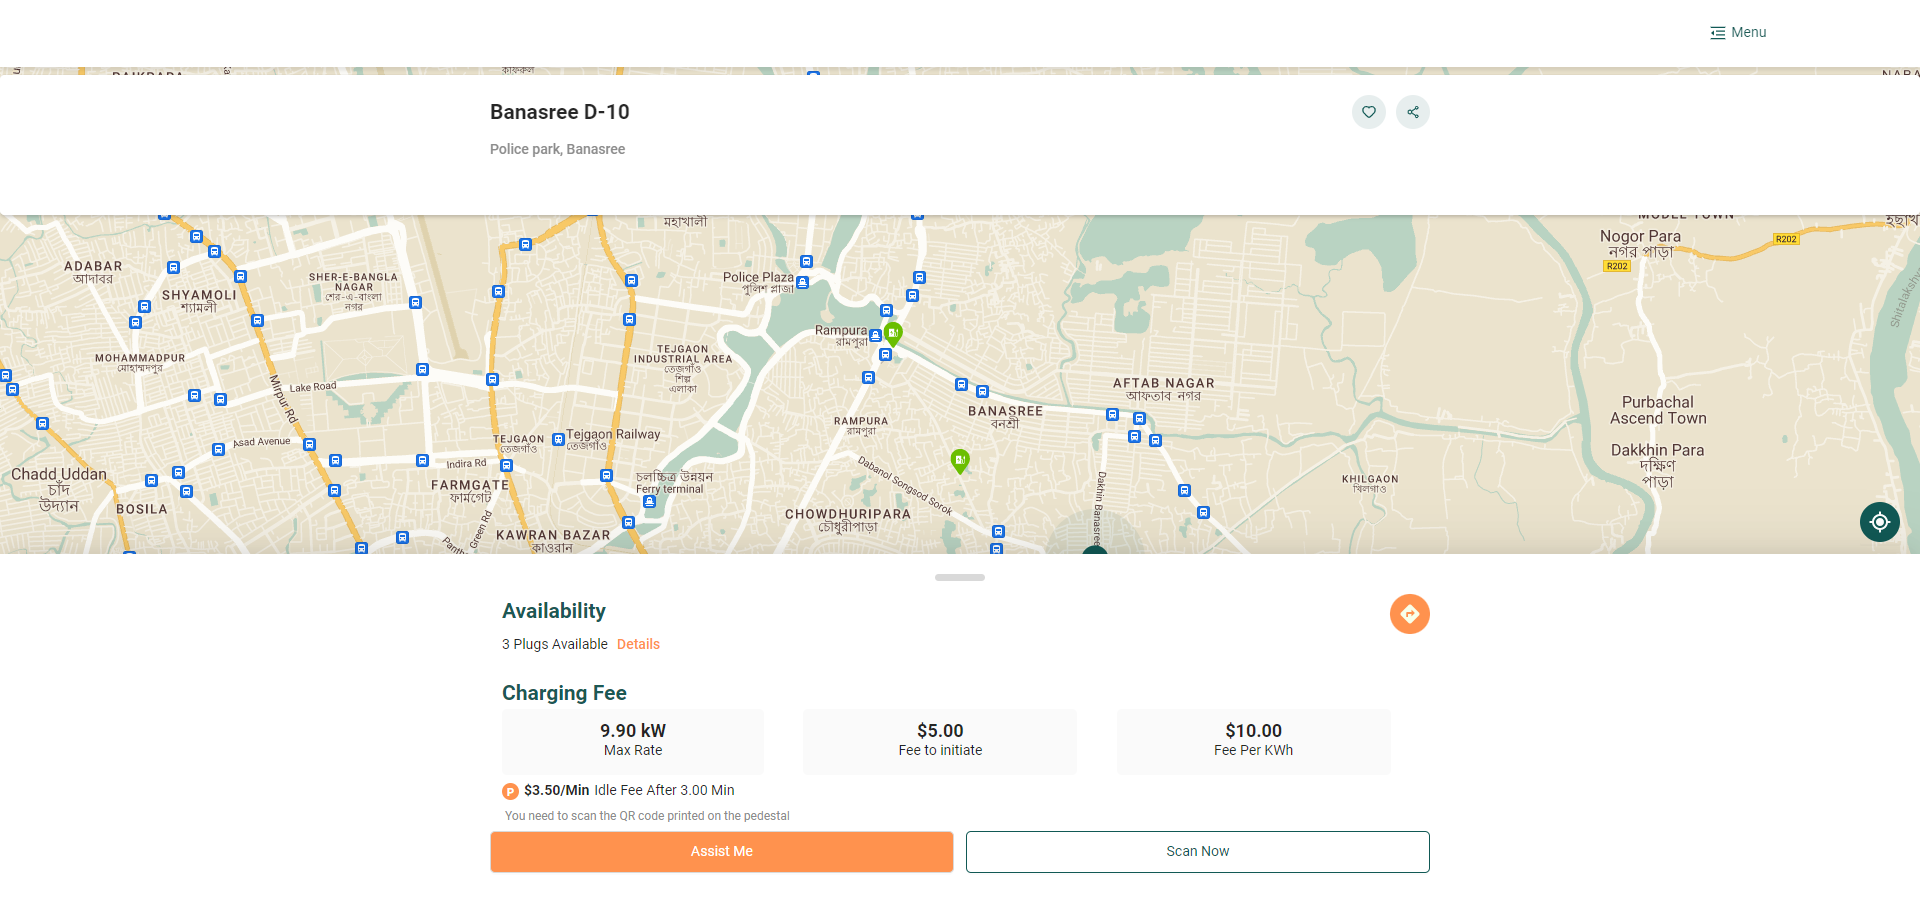 Menu
Banasree D-10
Police park, Banasree
মহাখালী
MODEL TOWN
Nogor Para
নগর পাড়া
R202
R202
ADABAR
আদাবর
SHYAMOLI
শ্যামলী
SHER-E-BANGLA
NAGAR
শের-এ-বাংলা
নগর
Police Plaza
পুলিশ প্লাজা
Rampura
রামপুরা
MOHAMMADPUR
মোহাম্মদপুর
TEJGAON
INDUSTRIAL AREA
তেজগাঁও
শিল্প
এলাকা
Lake Road
Mirpur Rd
AFTAB NAGAR
আফতাব নগর
BANASREE
বনশ্রী
RAMPURA
রামপুরা
Purbachal
Ascend Town
Dakkhin Para
দক্ষিণ
পাড়া
Asad Avenue
TEJGAON
তেজগাঁও
Tejgaon Railway
তেজগাঁও
Indira Rd
Chadd Uddan
চাঁদ
উদ্যান
FARMGATE
ফার্মগেট
চলচ্চিত্র উন্নয়ন
Ferry terminal
Dabanol Songsod Sorok
Dakhin Banasree
KHILGAON
খিলগাঁও
BOSILA
CHOWDHURIPARA
চৌধুরীপাড়া
Green Rd
KAWRAN BAZAR
কাওরান
Availability
3 Plugs Available Details
Charging Fee
9.90 kW
Max Rate
$5.00
Fee to initiate
$10.00
Fee Per KWh
P $3.50/Min Idle Fee After 3.00 Min
You need to scan the QR code printed on the pedestal
Assist Me
Scan Now